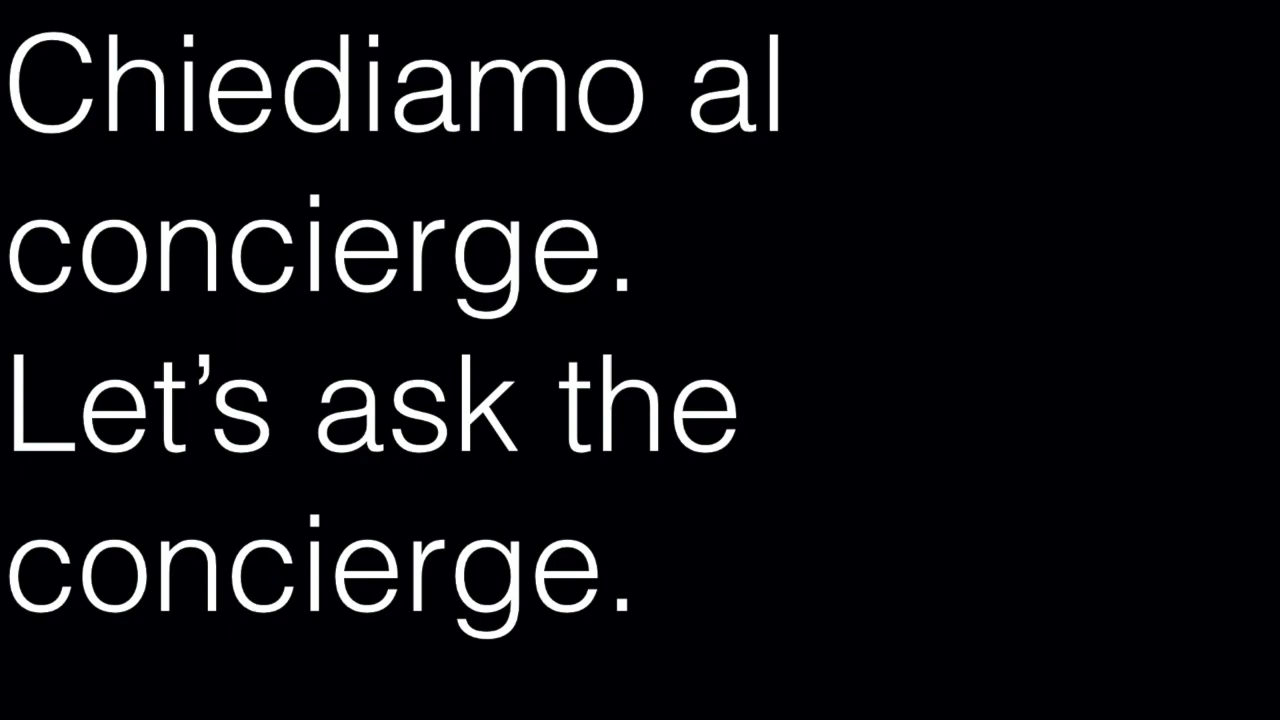 Chiediamo al
concierge.
Let’s ask the
concierge.